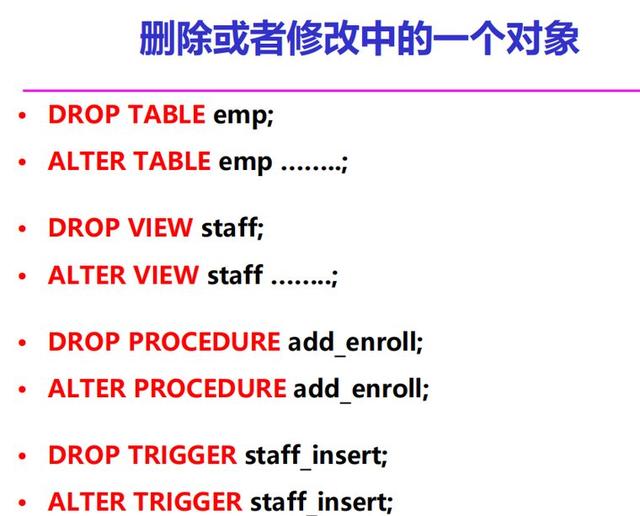 删除或者修改中的一个对象
• DROP TABLE emp;
• ALTER TABLE emp ........;
• DROP VIEW staff;
• ALTER VIEW staff ........;
• DROP PROCEDURE add_enroll;
• ALTER PROCEDURE add_enroll;
• DROP TRIGGER staff_insert;
• ALTER TRIGGER staff_insert;